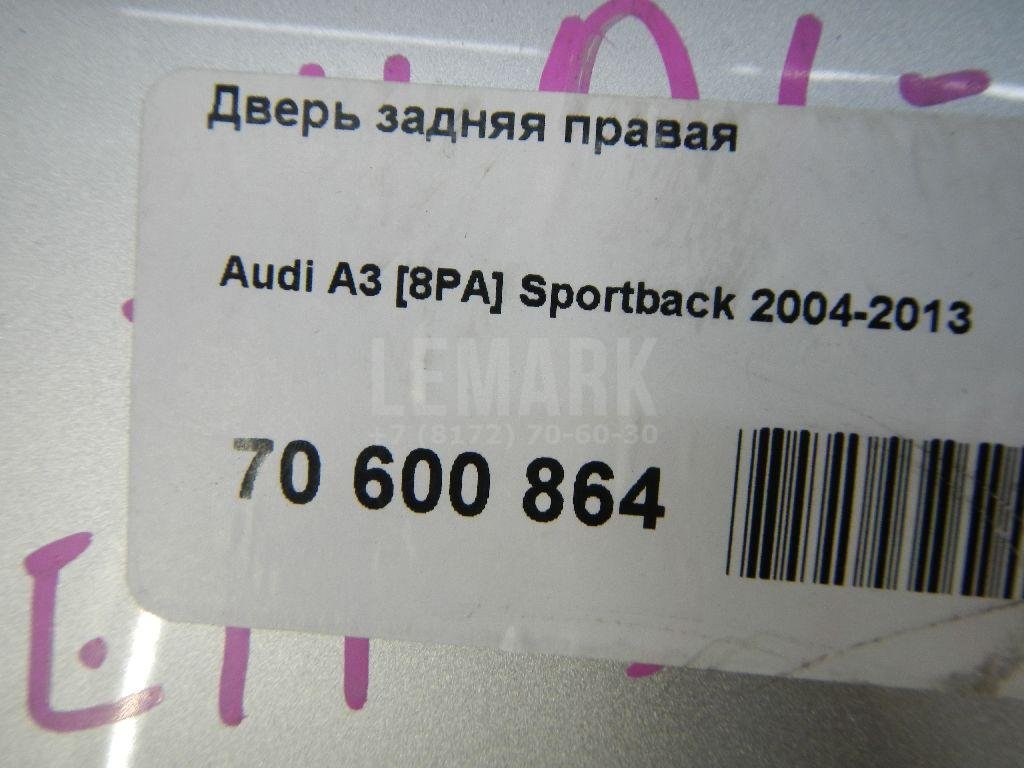 Дверь задняя правая
Audi A3 [8PA] Sportback 2004-2013
LEMARK
+7 (8172) 70-60-30
70 600 864